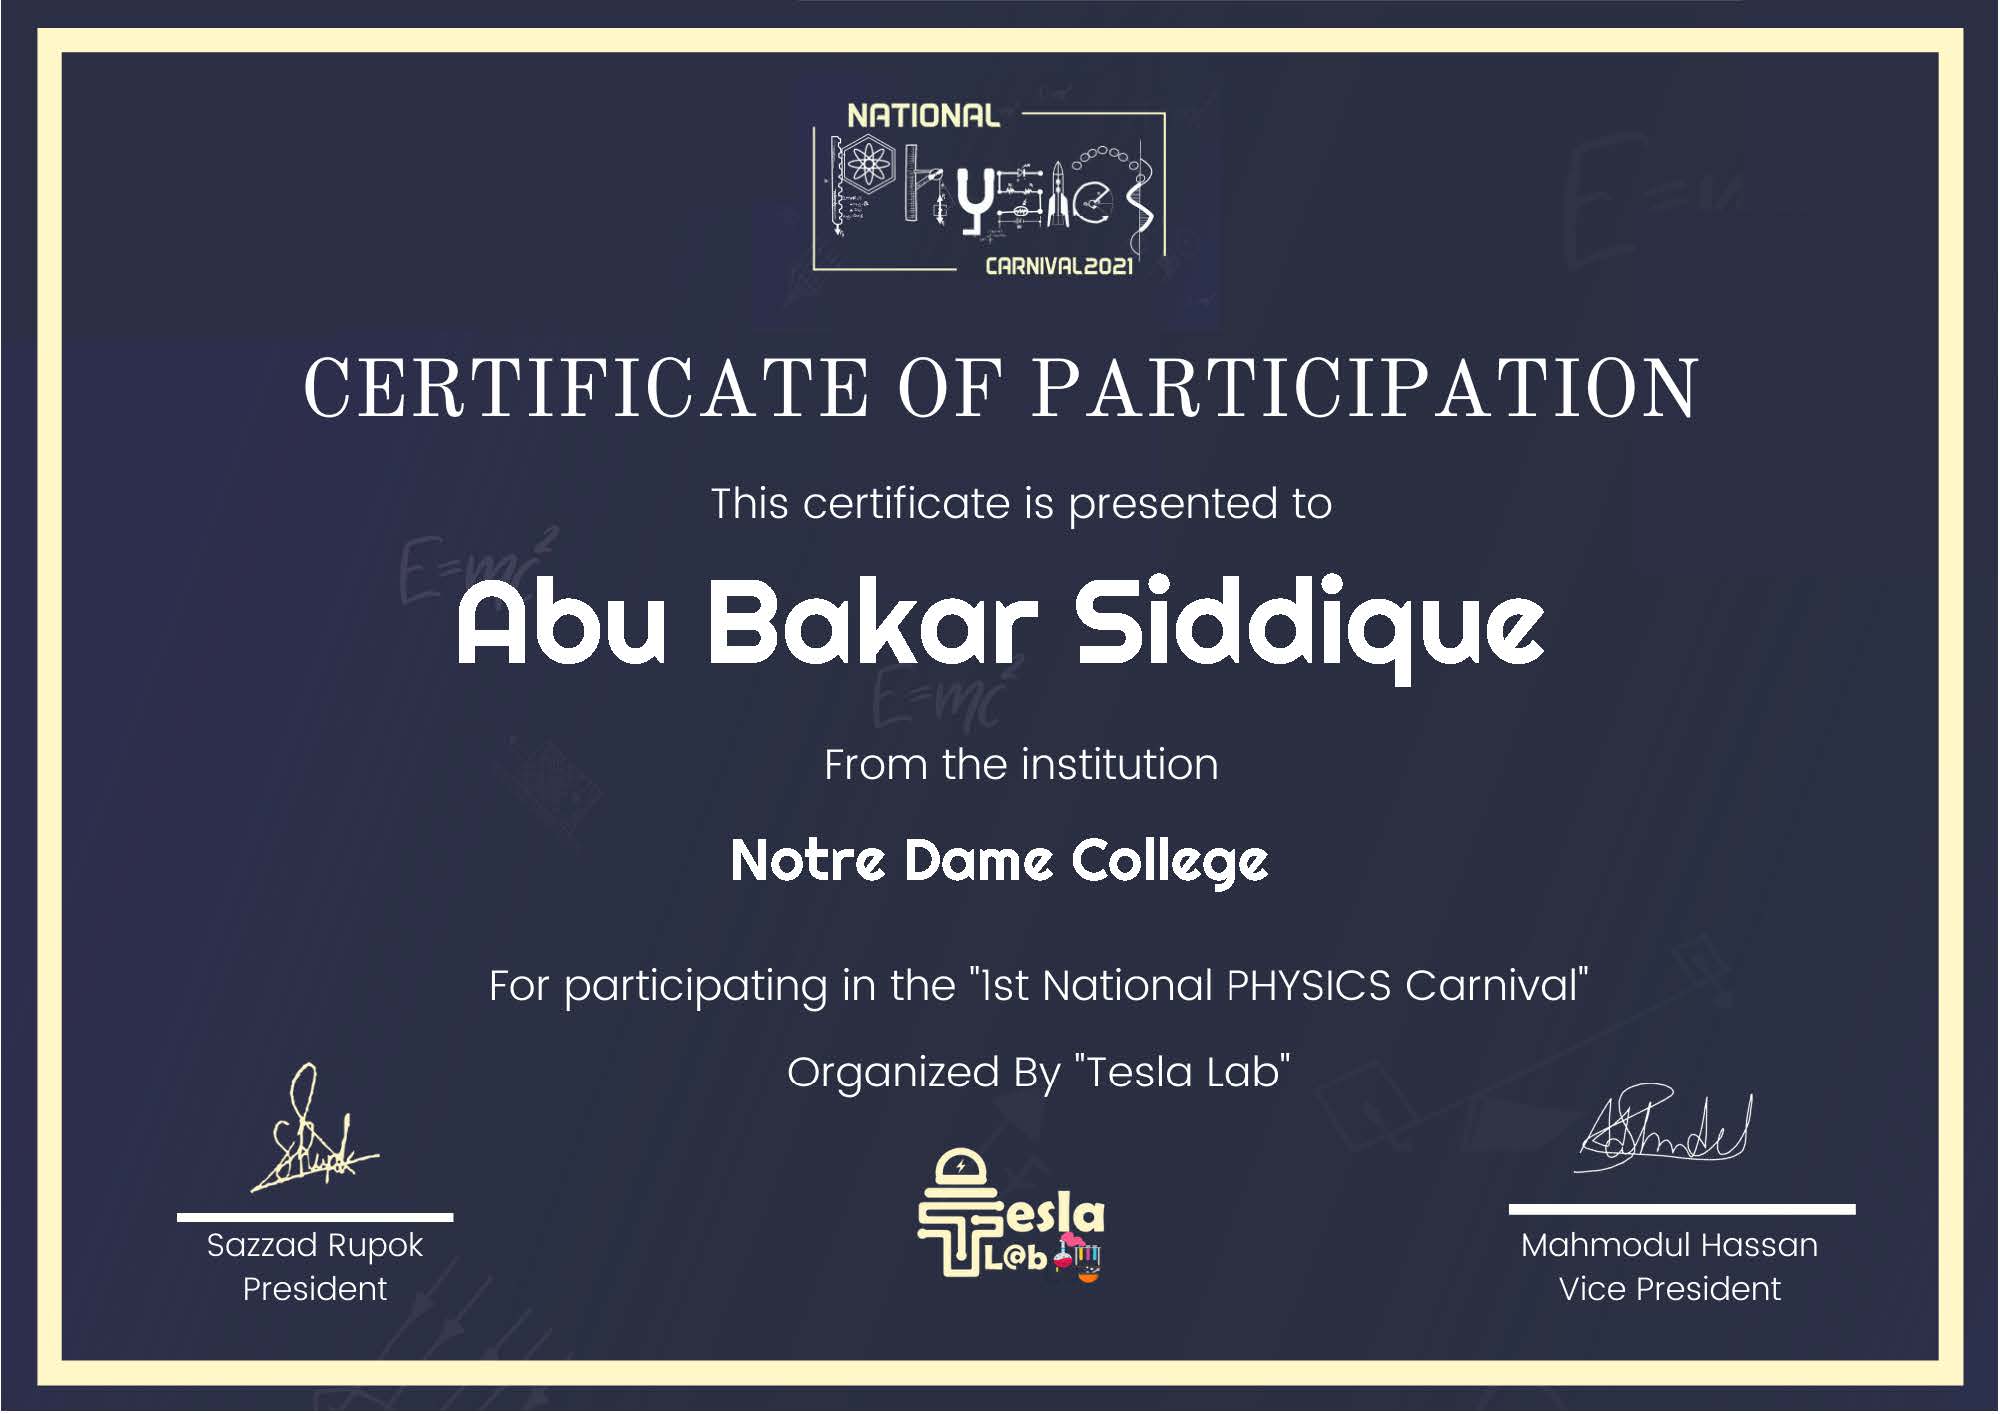 NATIONAL
Physics
CARNIVAL2021
CERTIFICATE OF PARTICIPATION
This certificate is presented to
E=mc²
Abu Bakar Siddique
E=mc²
From the institution
Notre Dame College
For participating in the "1st National PHYSICS Carnival"
Organized By "Tesla Lab"
Tesla
L@b
Sazzad Rupok
President
Mahmodul Hassan
Vice President